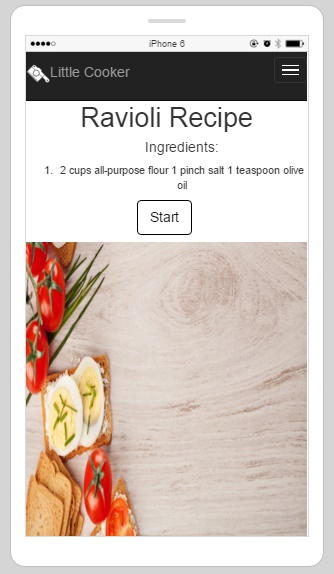 iPhone 6
Little Cooker
Ravioli Recipe
Ingredients:
1. 2 cups all-purpose flour 1 pinch salt 1 teaspoon olive
oil
Start